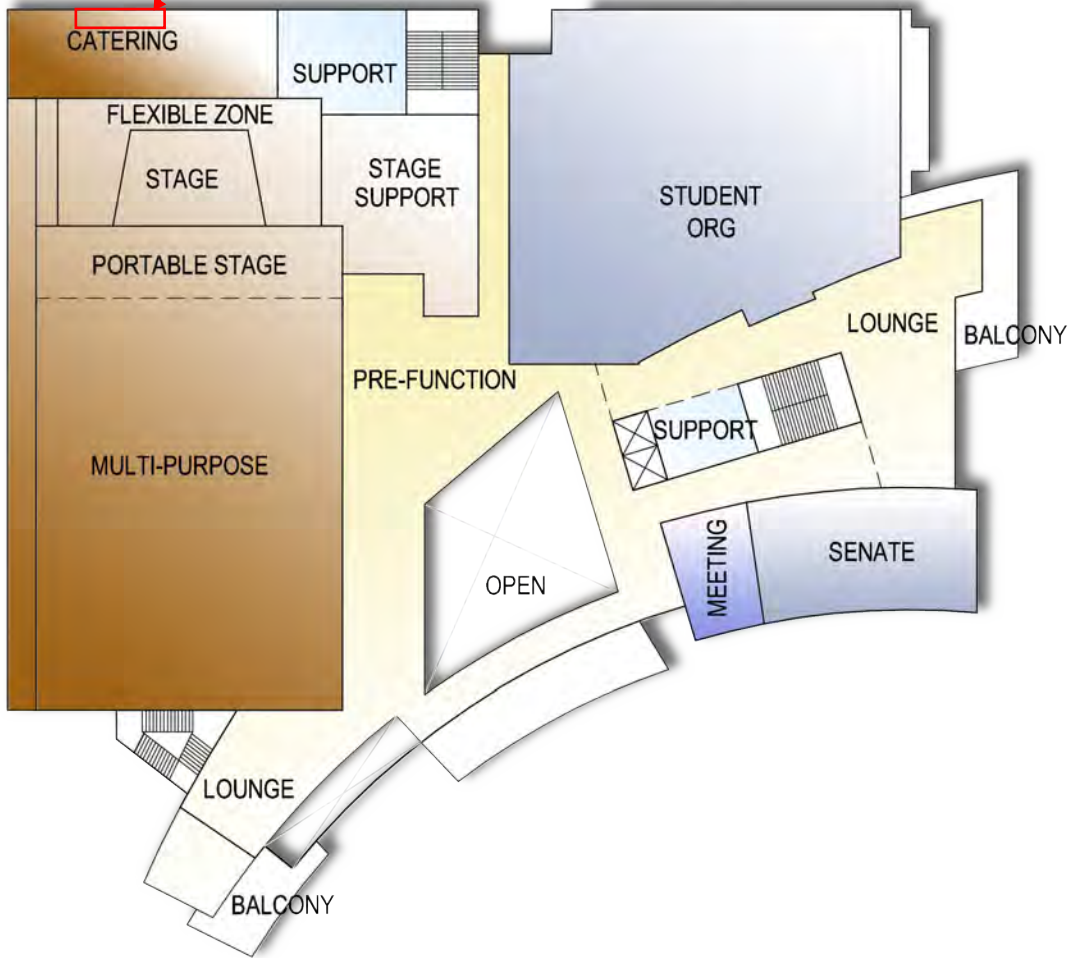 CATERING
SUPPORT
FLEXIBLE ZONE
STAGE
STAGE
SUPPORT
STUDENT
ORG
PORTABLE STAGE
LOUNGE
BALCONY
PRE-FUNCTION
SUPPORT
MULTI-PURPOSE
OPEN
MEETING
SENATE
LOUNGE
BALCONY